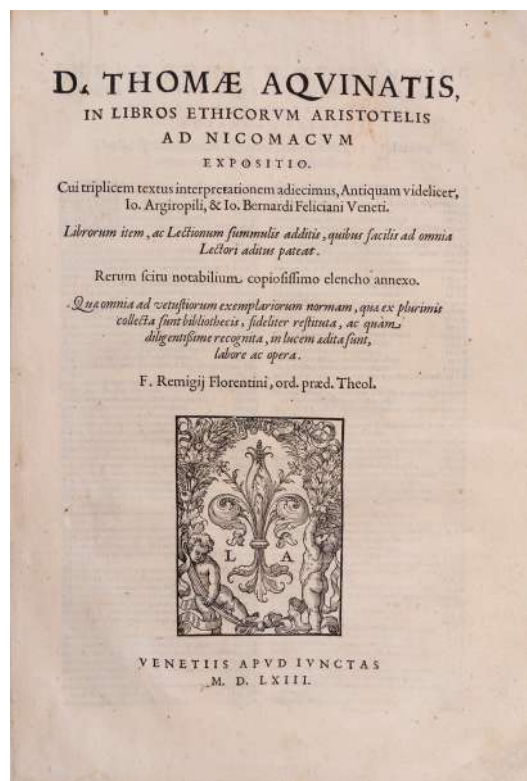 D. THOMÆ AQVINATIS,
IN LIBROS ETHICORVM ARISTOTELIS
AD NICOMACVM
EXPOSITIO.
Cui triplicem textus interpretationem adiecimus, Antiquam videlicet,
Io. Argiropili, & Io. Bernardi Feliciani Veneti.
Librorum item, ac Lectionum summulis additis, quibus facilis ad omnia
Lectori aditus pateat.
Rerum scitu notabilium copiosissimo elencho annexo.
Quæ omnia ad vetustiorum exemplariorum normam, quæ ex plurimis
collecta sunt bibliothecis, fideliter restituta, ac quam
diligentissime recognita, in lucem ædita sunt,
labore ac opera.
F. Remigij Florentini, ord. præd. Theol.
L A
VENETIIS APVD IVNCTAS
M. D. LXIII.